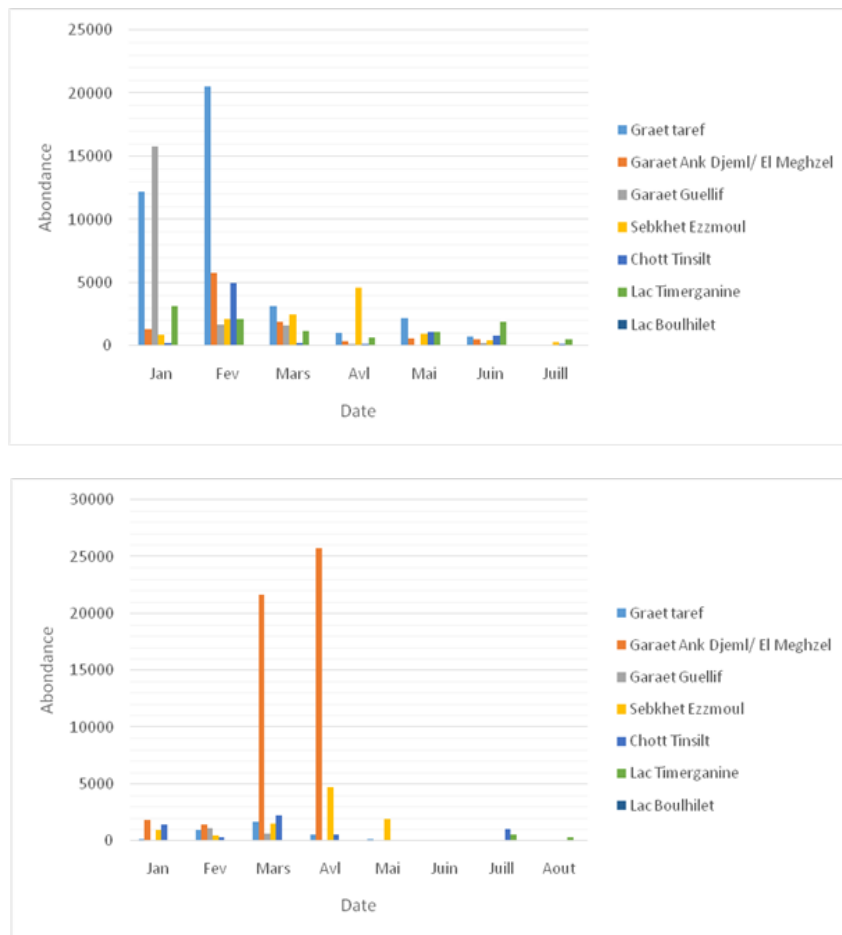 25000
20000
15000
10000
5000
0
Abondance
Jan Fev Mars Avl Mai Juin Juill
Date
Graet taref
Garaet Ank Djeml/ El Meghzel
Garaet Guellif
Sebkhet Ezzmoul
Chott Tinsilt
Lac Timerganine
Lac Boulhilet
30000
25000
20000
15000
10000
5000
0
Abondance
Jan Fev Mars Avl Mai Juin Juill Aout
Date
Graet taref
Garaet Ank Djeml/ El Meghzel
Garaet Guellif
Sebkhet Ezzmoul
Chott Tinsilt
Lac Timerganine
Lac Boulhilet